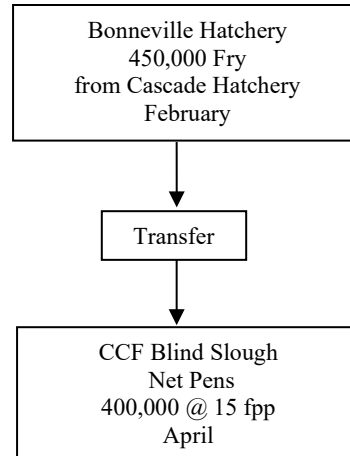 Bonneville Hatchery
450,000 Fry
from Cascade Hatchery
February
Transfer
CCF Blind Slough
Net Pens
400,000 @ 15 fpp
April